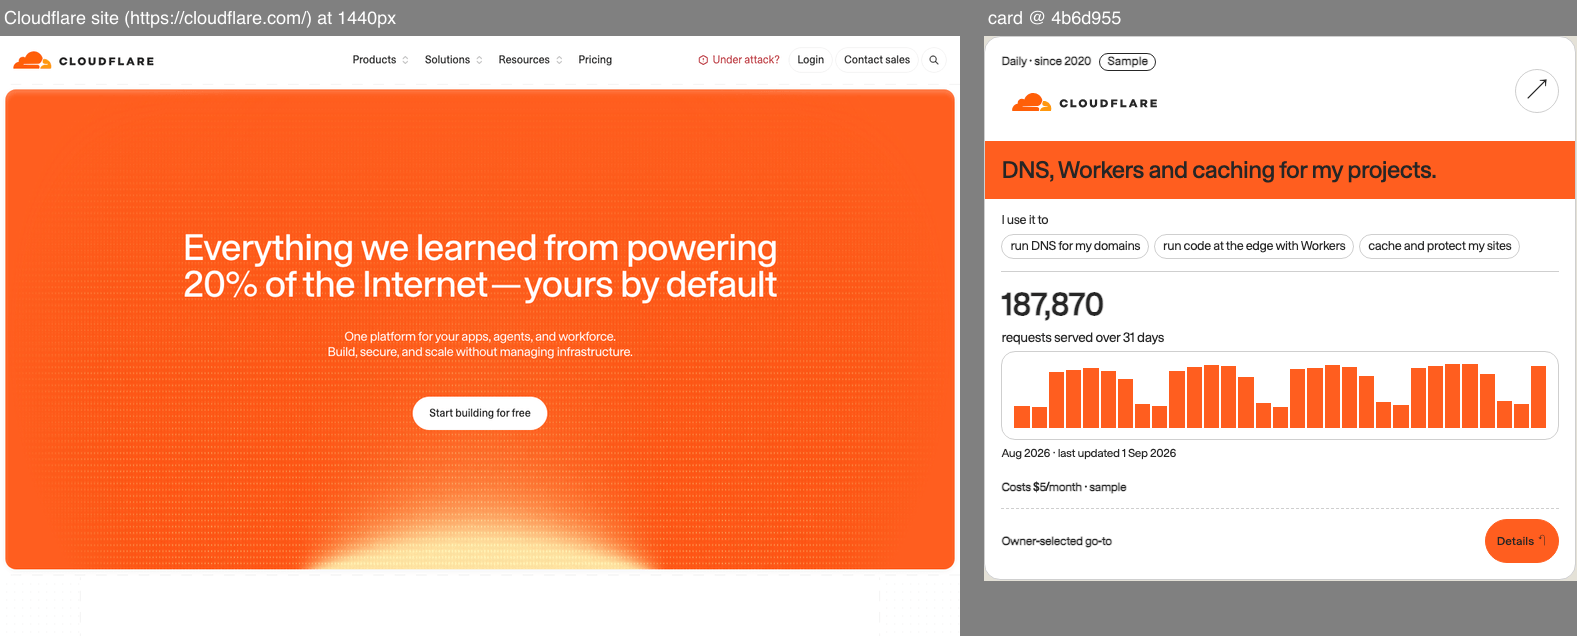 Cloudflare site (https://cloudflare.com/) at 1440px
CLOUDFLARE
Products
Solutions
Resources
Pricing
Under attack?
Login
Contact sales
Everything we learned from powering
20% of the Internet—yours by default
One platform for your apps, agents, and workforce.
Build, secure, and scale without managing infrastructure.
Start building for free
card @ 4b6d955
Daily · since 2020
Sample
CLOUDFLARE
DNS, Workers and caching for my projects.
I use it to
run DNS for my domains
run code at the edge with Workers
cache and protect my sites
187,870
requests served over 31 days
Aug 2026 · last updated 1 Sep 2026
Costs $5/month · sample
Owner-selected go-to
Details